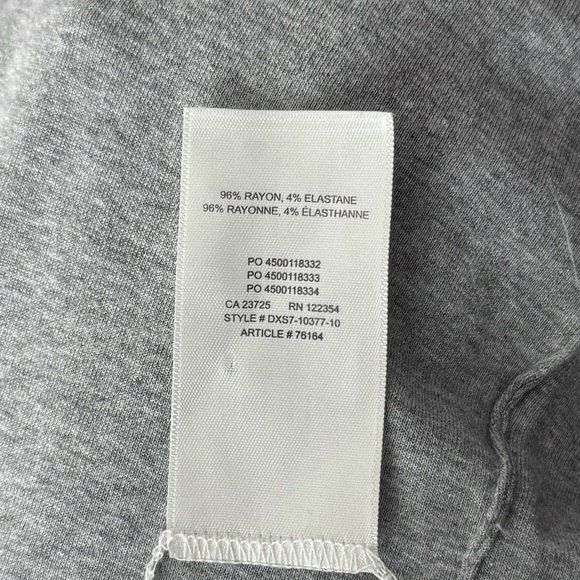 96% RAYON, 4% ELASTANE
96% RAYONNE, 4% ÉLASTHANNE
PO 4500118332
PO 4500118333
PO 4500118334
CA 23725 RN 122354
STYLE # DXS7-10377-10
ARTICLE # 76164